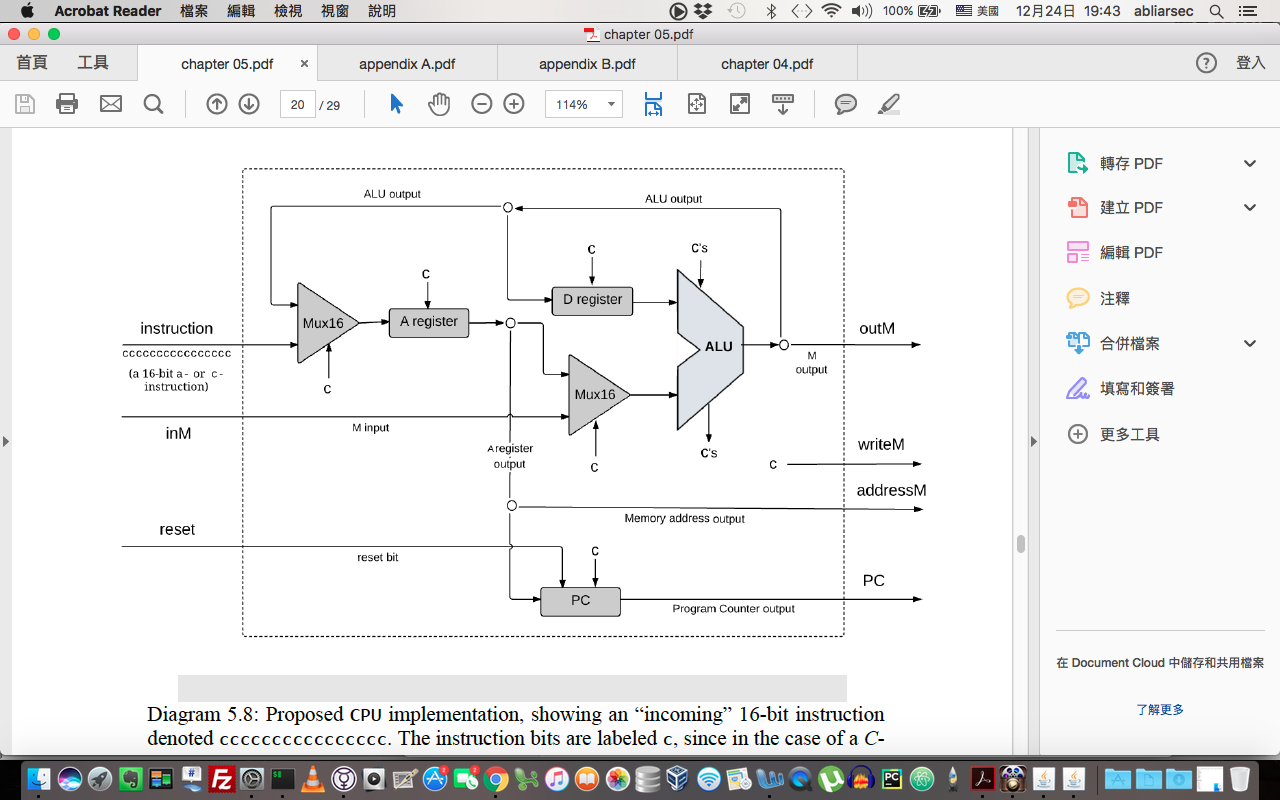 Acrobat Reader 檔案 編輯 檢視 視窗 說明 100% 美國 12月24日 19:43 abliarsec
chapter 05.pdf
首頁 工具 chapter 05.pdf × appendix A.pdf appendix B.pdf chapter 04.pdf ? 登入
20 / 29 114%
轉存 PDF
建立 PDF
編輯 PDF
注釋
合併檔案
填寫和簽署
更多工具
在 Document Cloud 中儲存和共用檔案
了解更多
ALU output
ALU output
C
C's
C
D register
instruction
Mux16
A register
ALU
outM
cccccccccccccccc
M
output
(a 16-bit a- or c-
instruction)
C
Mux16
inM
M input
A register
output
C
C's
C
writeM
addressM
Memory address output
reset
reset bit
C
PC
PC
Program Counter output
Diagram 5.8: Proposed CPU implementation, showing an “incoming” 16-bit instruction
denoted cccccccccccccccc. The instruction bits are labeled c, since in the case of a C-